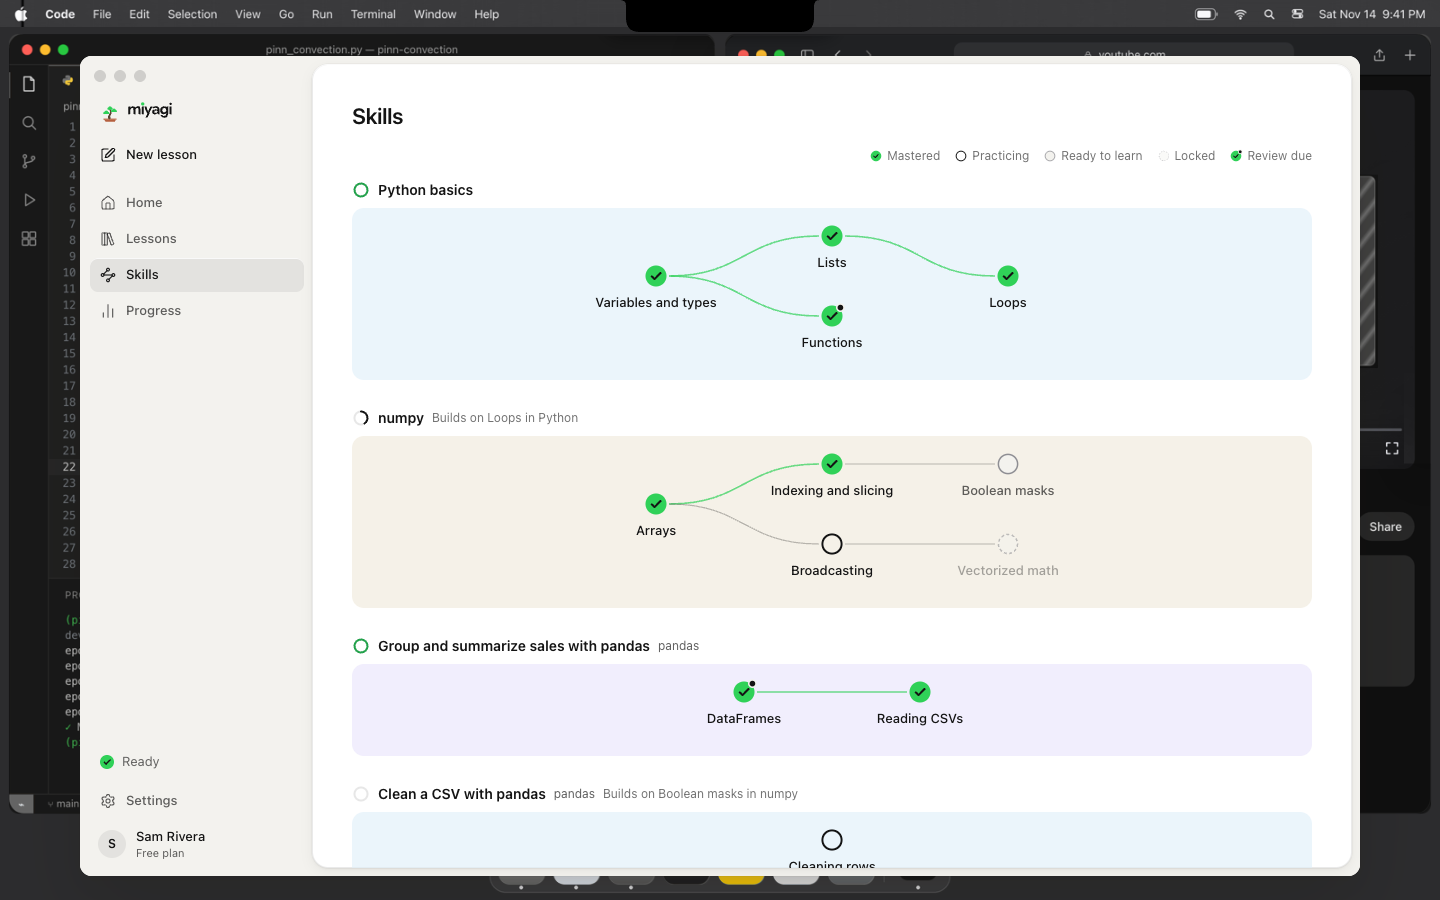 Code File Edit Selection View Go Run Terminal Window Help
Sat Nov 14 9:41 PM
pinn_convection.py — pinn-convection
youtube.com
miyagi
New lesson
Home
Lessons
Skills
Progress
Ready
Settings
S
Sam Rivera
Free plan
Skills
Mastered Practicing Ready to learn Locked Review due
Python basics
Lists
Variables and types
Loops
Functions
numpy Builds on Loops in Python
Indexing and slicing
Boolean masks
Arrays
Broadcasting
Vectorized math
Group and summarize sales with pandas pandas
DataFrames
Reading CSVs
Clean a CSV with pandas pandas Builds on Boolean masks in numpy
Cleaning rows
1
2
3
4
5
6
7
8
9
10
11
12
13
14
15
16
17
18
19
20
21
22
23
24
25
26
27
28
main
Share